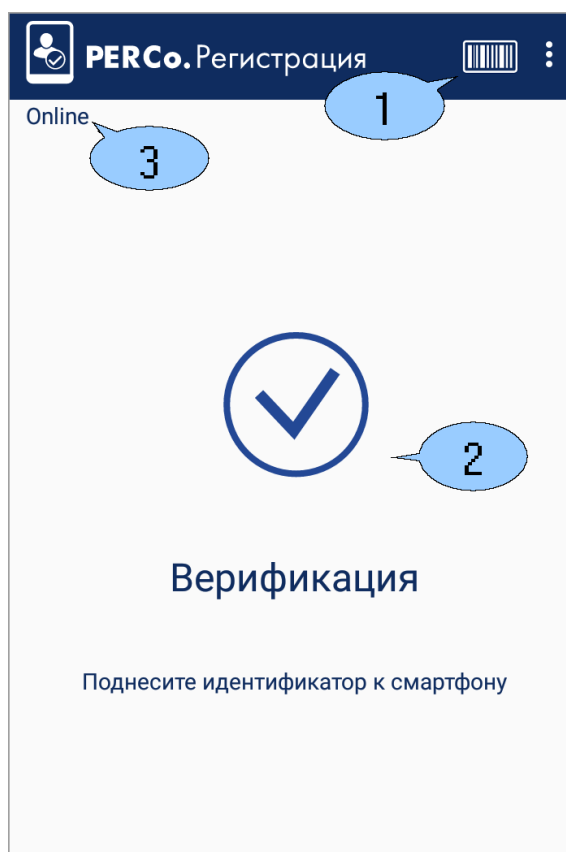 PERCo.Регистрация
1
Online
3
2
Верификация
Поднесите идентификатор к смартфону